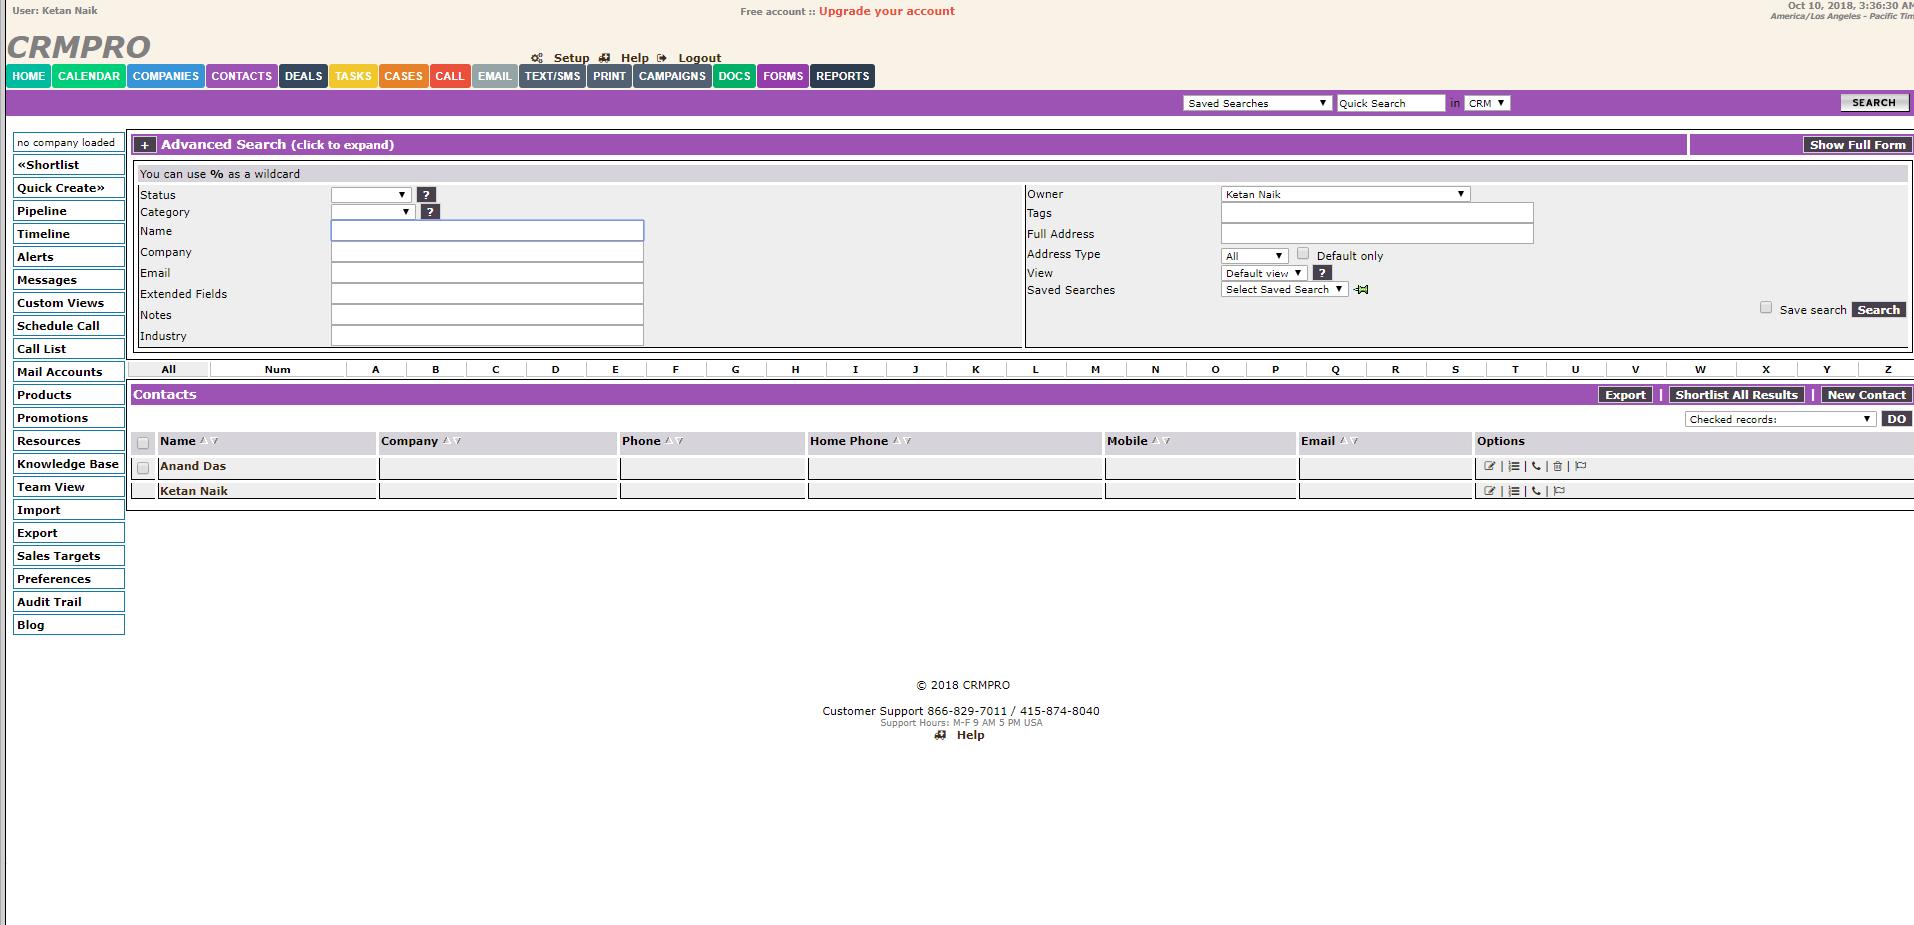 User: Ketan Naik
Free account :: Upgrade your account
Oct 10, 2018, 3:36:30 AM
America/Los Angeles - Pacific Tim
CRMPRO
Setup Help Logout
HOME CALENDAR COMPANIES CONTACTS DEALS TASKS CASES CALL EMAIL TEXT/SMS PRINT CAMPAIGNS DOCS FORMS REPORTS
Saved Searches Quick Search in CRM SEARCH
no company loaded
«Shortlist
Quick Create»
Pipeline
Timeline
Alerts
Messages
Custom Views
Schedule Call
Call List
Mail Accounts
Products
Promotions
Resources
Knowledge Base
Team View
Import
Export
Sales Targets
Preferences
Audit Trail
Blog
+ Advanced Search (click to expand) Show Full Form
You can use % as a wildcard
Status ?
Category ?
Name
Company
Email
Extended Fields
Notes
Industry
Owner Ketan Naik
Tags
Full Address
Address Type All Default only
View Default view ?
Saved Searches Select Saved Search
Save search Search
All Num A B C D E F G H I J K L M N O P Q R S T U V W X Y Z
Contacts Export | Shortlist All Results | New Contact
Checked records: DO
Name Company Phone Home Phone Mobile Email Options
Anand Das | | | |
Ketan Naik | | |
© 2018 CRMPRO
Customer Support 866-829-7011 / 415-874-8040
Support Hours: M-F 9 AM 5 PM USA
Help